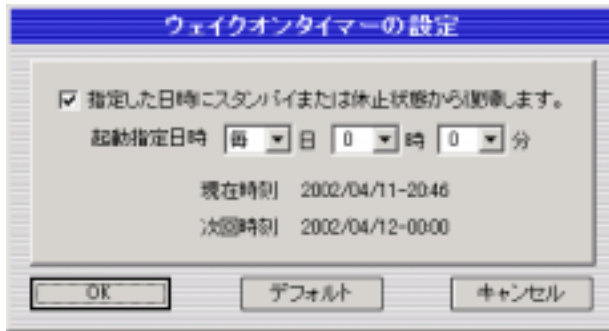 ウェイクオンタイマーの設定
指定した日時にスタンバイまたは休止状態から復帰します。
起動指定日時 毎 日 0 時 0 分
現在時刻 2002/04/11-20:46
次回時刻 2002/04/12-00:00
OK デフォルト キャンセル